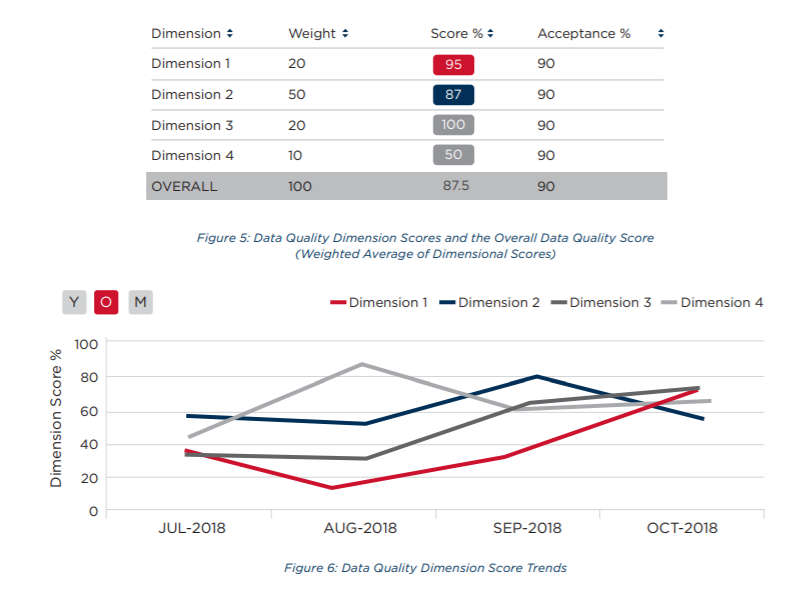 Dimension Weight Score % Acceptance %
Dimension 1 20 95 90
Dimension 2 50 87 90
Dimension 3 20 100 90
Dimension 4 10 50 90
OVERALL 100 87.5 90
Figure 5: Data Quality Dimension Scores and the Overall Data Quality Score
(Weighted Average of Dimensional Scores)
Y O M
Dimension 1 Dimension 2 Dimension 3 Dimension 4
Dimension Score %
100
80
60
40
20
0
JUL-2018 AUG-2018 SEP-2018 OCT-2018
Figure 6: Data Quality Dimension Score Trends